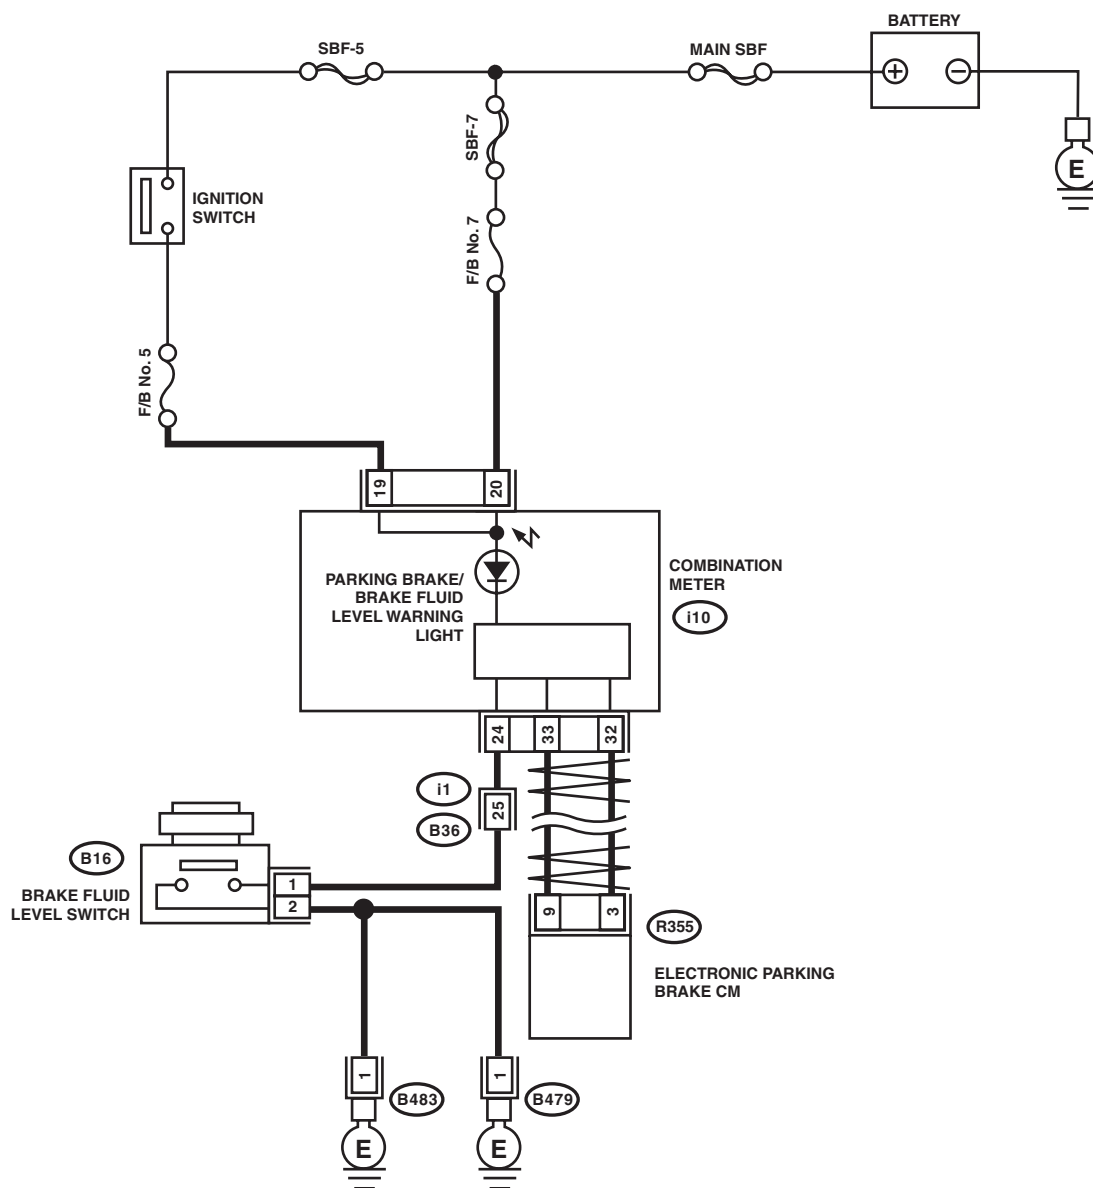 BATTERY
SBF-5
MAIN SBF
+
−
SBF-7
E
IGNITION
SWITCH
F/B No. 7
F/B No. 5
19
20
PARKING BRAKE/
BRAKE FLUID
LEVEL WARNING
LIGHT
COMBINATION
METER
i10
24
33
32
i1
25
B36
B16
BRAKE FLUID
LEVEL SWITCH
1
2
9
3
R355
ELECTRONIC PARKING
BRAKE CM
1
B483
1
B479
E
E